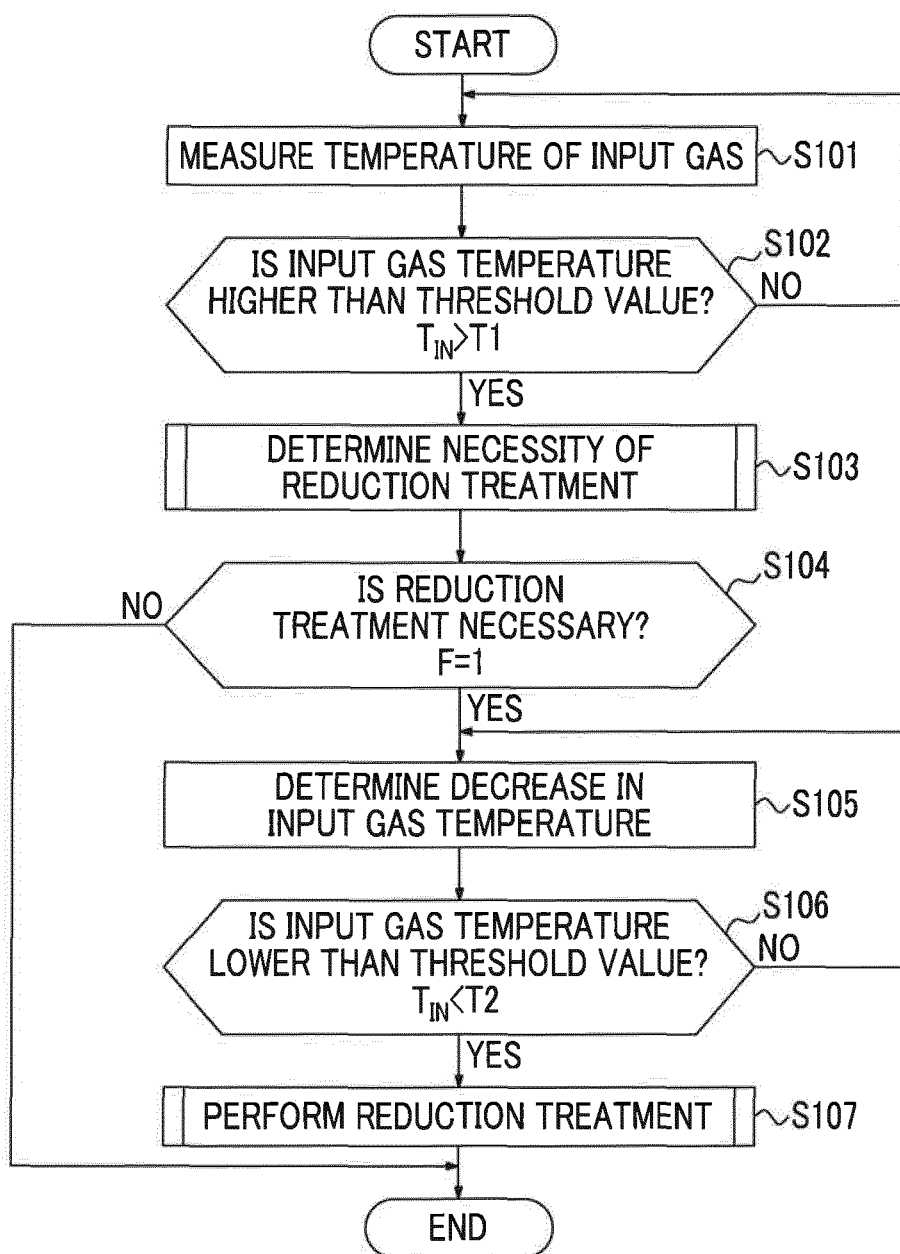 START
MEASURE TEMPERATURE OF INPUT GAS
S101
IS INPUT GAS TEMPERATURE
HIGHER THAN THRESHOLD VALUE?
T_IN>T1
S102
NO
YES
DETERMINE NECESSITY OF
REDUCTION TREATMENT
S103
IS REDUCTION
TREATMENT NECESSARY?
F=1
S104
NO
YES
DETERMINE DECREASE IN
INPUT GAS TEMPERATURE
S105
IS INPUT GAS TEMPERATURE
LOWER THAN THRESHOLD VALUE?
T_IN<T2
S106
NO
YES
PERFORM REDUCTION TREATMENT
S107
END